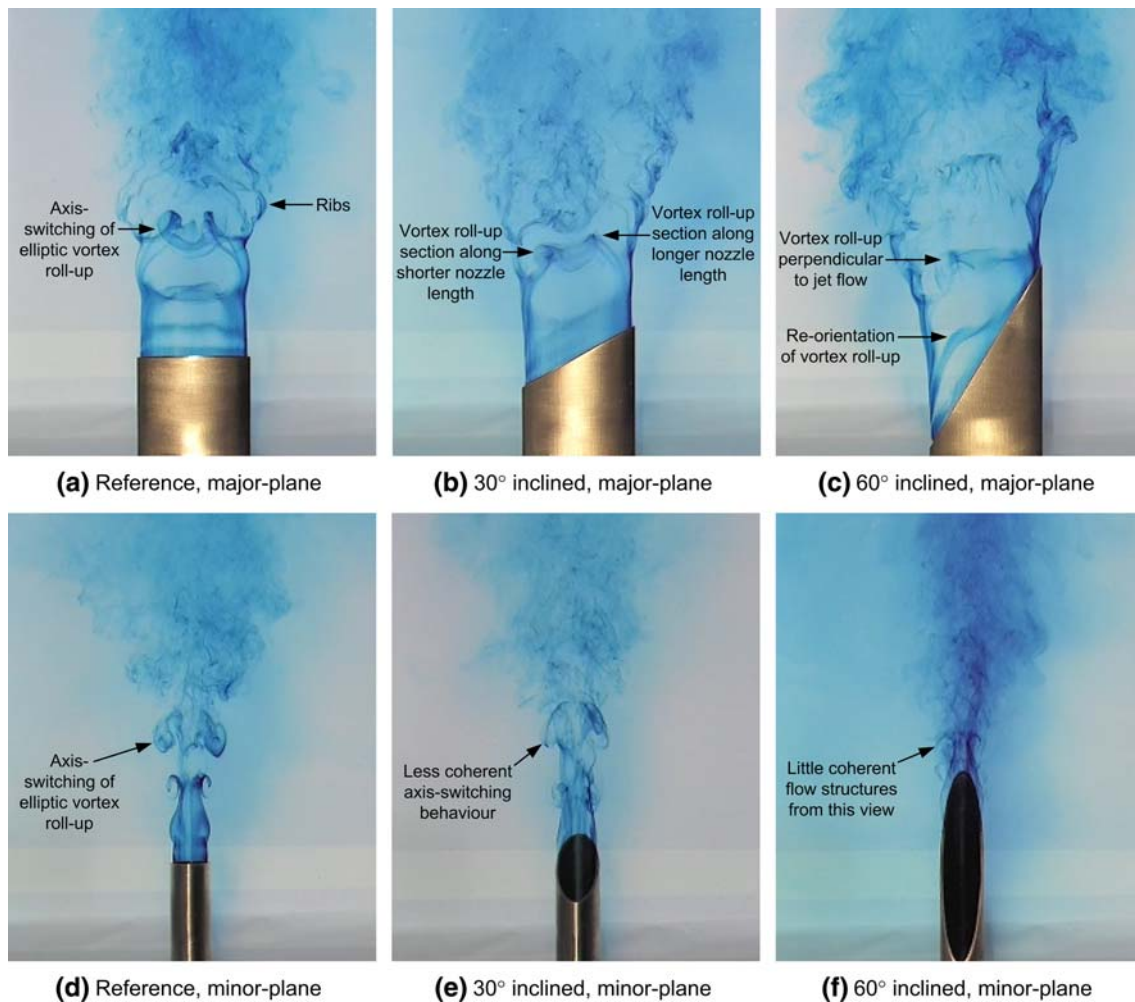 Axis-
switching of
elliptic vortex
roll-up
Ribs
(a) Reference, major-plane
Vortex roll-up
section along
shorter nozzle
length
Vortex roll-up
section along
longer nozzle
length
(b) 30° inclined, major-plane
Vortex roll-up
perpendicular
to jet flow
Re-orientation
of vortex roll-up
(c) 60° inclined, major-plane
Axis-
switching of
elliptic vortex
roll-up
(d) Reference, minor-plane
Less coherent
axis-switching
behaviour
(e) 30° inclined, minor-plane
Little coherent
flow structures
from this view
(f) 60° inclined, minor-plane